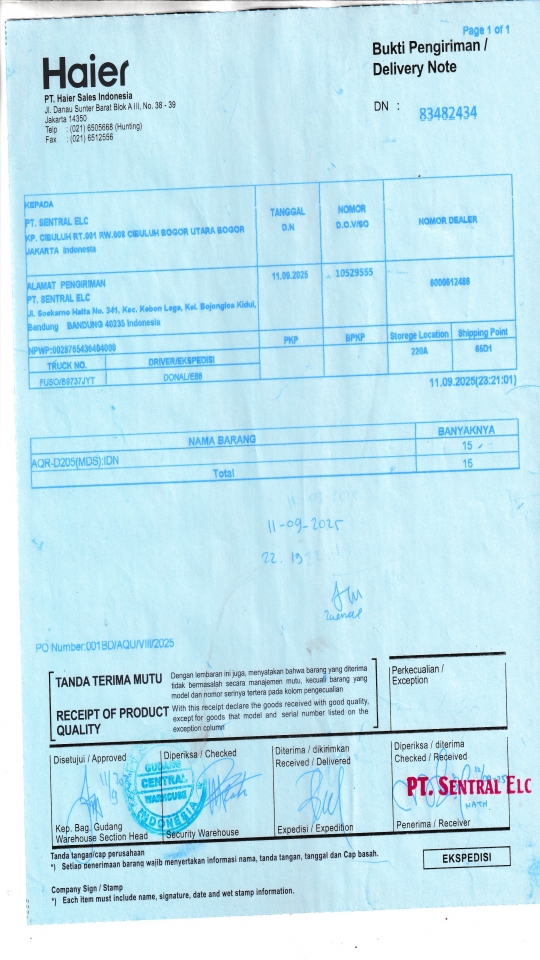 Page 1 of 1
Haier
Bukti Pengiriman /
Delivery Note
PT. Haier Sales Indonesia
Jl. Danau Sunter Barat Blok A III, No. 38 - 39
Jakarta 14350
Telp : (021) 6505668 (Hunting)
Fax : (021) 6512556
DN : 83482434
KEPADA
PT. SENTRAL ELC
KP. CIBULUH RT.001 RW.008 CIBULUH BOGOR UTARA BOGOR
JAKARTA Indonesia
TANGGAL
D.N
NOMOR
D.O.V/SO
NOMOR DEALER
ALAMAT PENGIRIMAN
PT. SENTRAL ELC
Jl. Soekarno Hatta No. 341, Kec. Kebon Lega, Kel. Bojongloa Kidul,
Bandung BANDUNG 40235 Indonesia
11.09.2025
10529555
NPWP:
PKP
BPKP
Storege Location
Shipping Point
220A
TRUCK NO.
DRIVER/EKSPEDISI
FUSO/B9737JYT
DONAL/E86
11.09.2025(23:21:01)
NAMA BARANG
BANYAKNYA
AQR-D205(MDS):IDN
15
Total
15
11-09-2025
22.19
PO Number:001BD/AQU/VIII/2025
TANDA TERIMA MUTU
Dengan lembaran ini juga, menyatakan bahwa barang yang diterima
tidak bermasalah secara manajemen mutu, kecuali barang yang
model dan nomor serinya tertera pada kolom pengecualian
RECEIPT OF PRODUCT
QUALITY
With this receipt declare the goods received with good quality,
except for goods that model and serial number listed on the
exception column
Perkecualian /
Exception
Disetujui / Approved
Diperiksa / Checked
Diterima / dikirimkan
Received / Delivered
Diperiksa / diterima
Checked / Received
11/9
GUDANG
CENTRAL
INDONESIA
PT. SENTRAL ELC
Kep. Bag. Gudang
Warehouse Section Head
Security Warehouse
Expedisi / Expedition
Penerima / Receiver
Tanda tangan/cap perusahaan
*) Setiap penerimaan barang wajib menyertakan informasi nama, tanda tangan, tanggal dan Cap basah.
EKSPEDISI
Company Sign / Stamp
*) Each item must include name, signature, date and wet stamp information.